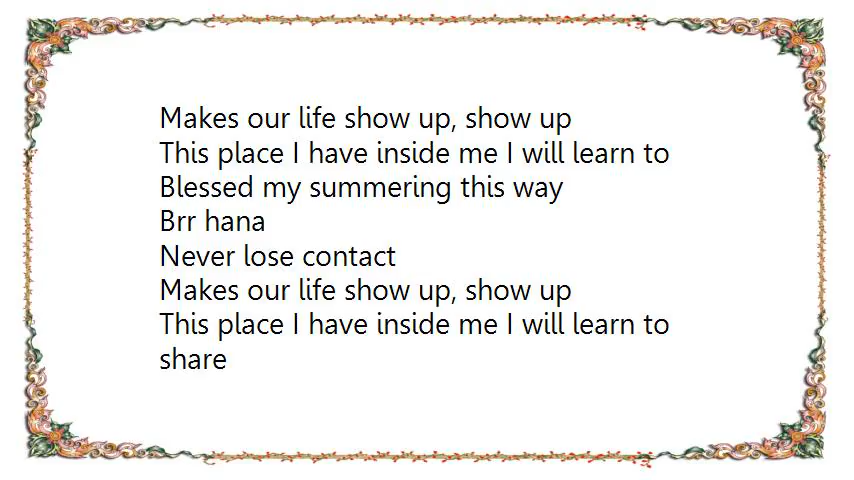 Makes our life show up, show up
This place I have inside me I will learn to
Blessed my summering this way
Brr hana
Never lose contact
Makes our life show up, show up
This place I have inside me I will learn to
share